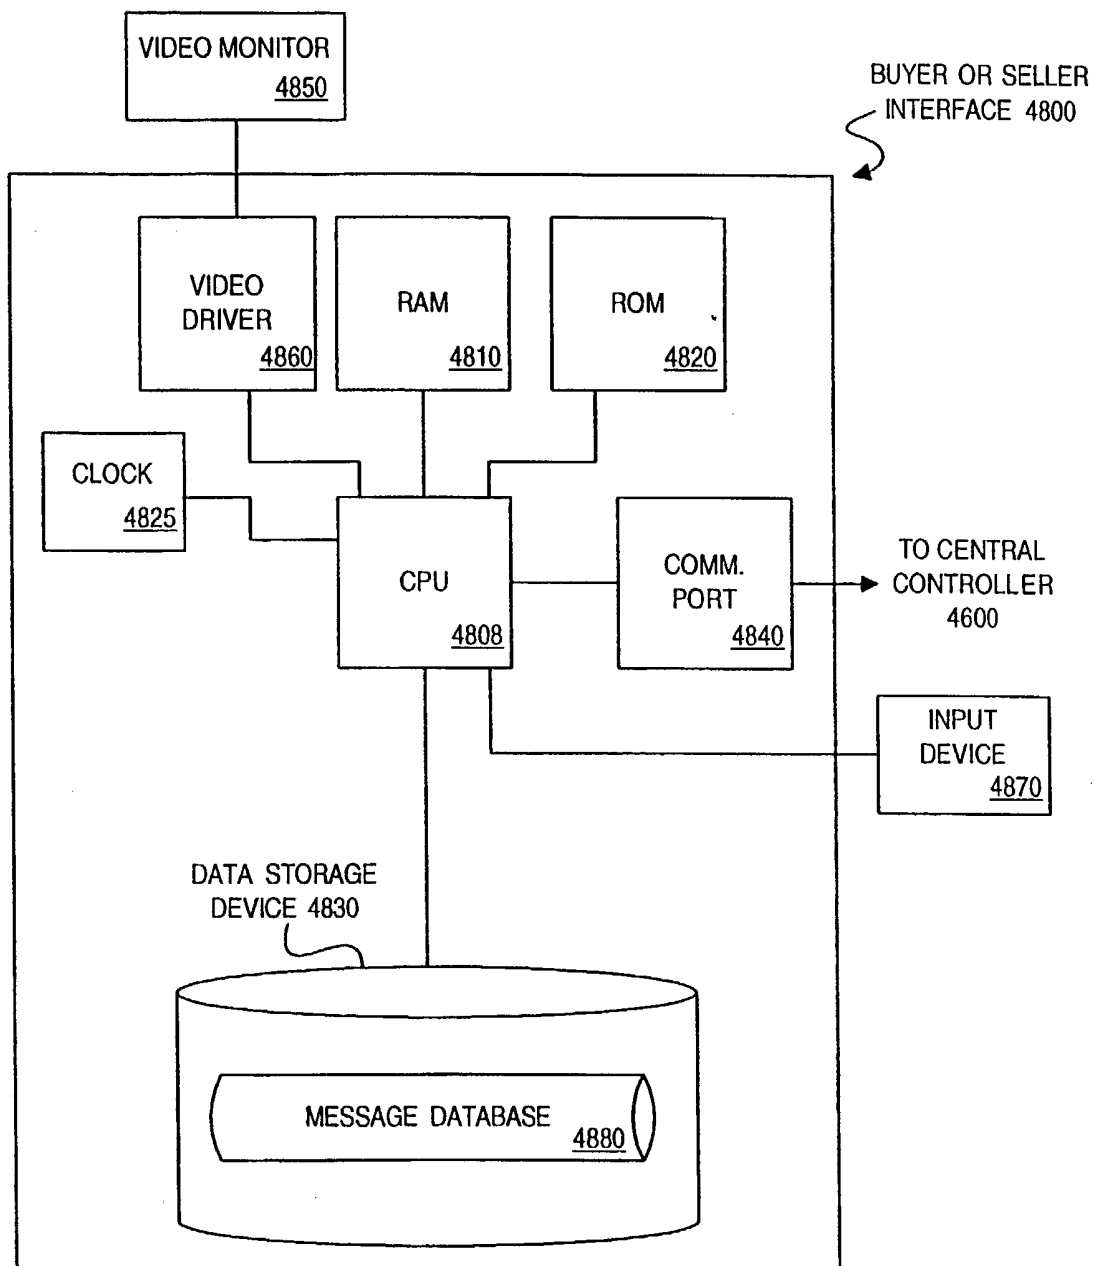 VIDEO MONITOR
4850
BUYER OR SELLER
INTERFACE 4800
VIDEO
DRIVER
4860
RAM
4810
ROM
4820
CLOCK
4825
CPU
4808
COMM.
PORT
4840
TO CENTRAL
CONTROLLER
4600
INPUT
DEVICE
4870
DATA STORAGE
DEVICE 4830
MESSAGE DATABASE
4880